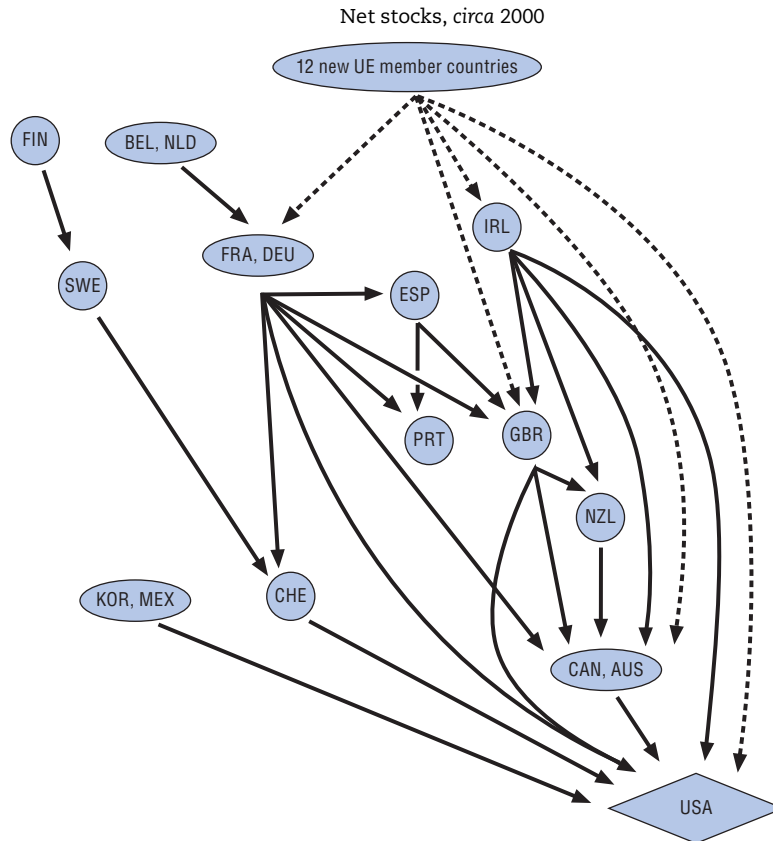 Net stocks, circa 2000
12 new UE member countries
FIN
BEL, NLD
IRL
FRA, DEU
SWE
ESP
PRT
GBR
NZL
KOR, MEX
CHE
CAN, AUS
USA